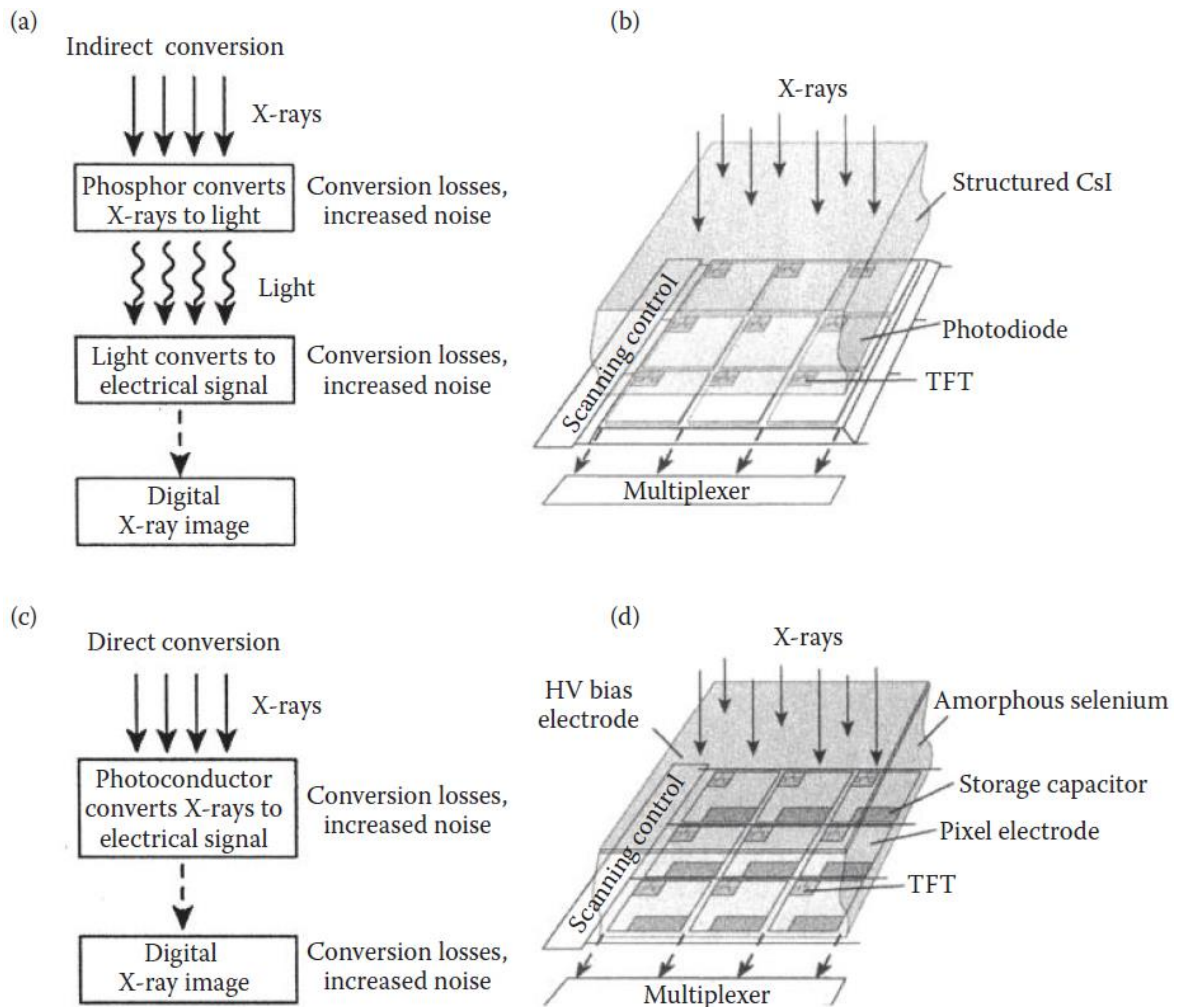 (a)
Indirect conversion
X-rays
Phosphor converts
X-rays to light
Conversion losses,
increased noise
Light
Light converts to
electrical signal
Conversion losses,
increased noise
Digital
X-ray image
(b)
X-rays
Structured CsI
Scanning control
Photodiode
TFT
Multiplexer
(c)
Direct conversion
X-rays
Photoconductor
converts X-rays to
electrical signal
Conversion losses,
increased noise
Digital
X-ray image
Conversion losses,
increased noise
(d)
X-rays
HV bias
electrode
Amorphous selenium
Scanning control
Storage capacitor
Pixel electrode
TFT
Multiplexer